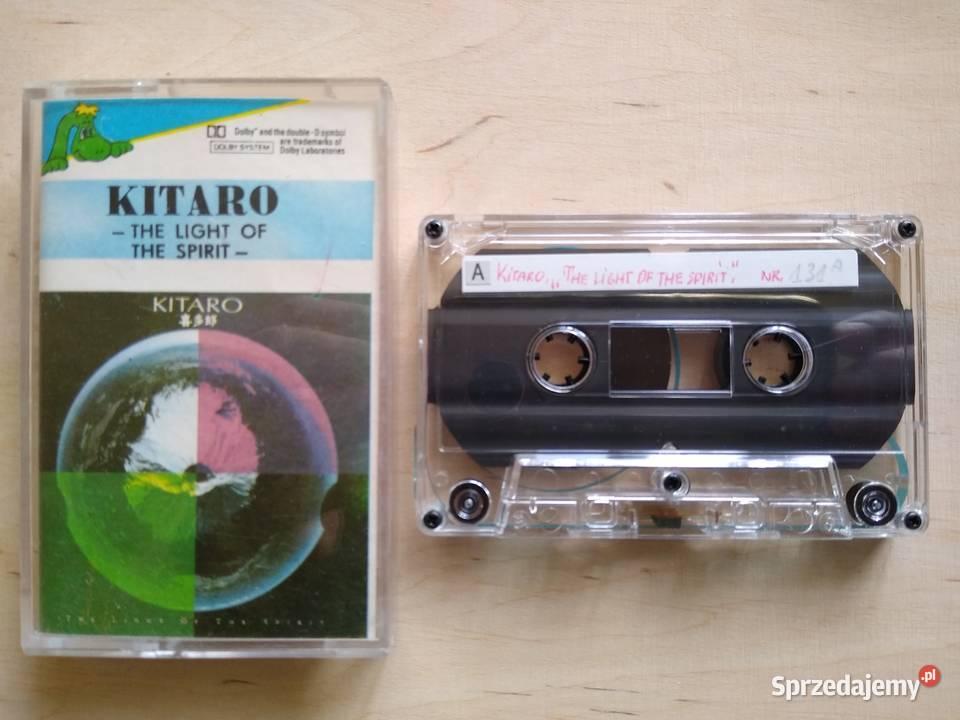 Dolby* and the double-D symbol
are trademarks of
DOLBY SYSTEM
Dolby Laboratories
KITARO
– THE LIGHT OF
THE SPIRIT –
KITARO
喜多郎
THE LIGHT OF THE SPIRIT
A KITARO „THE LIGHT OF THE SPIRIT". NR. 131A
Sprzedajemy.pl